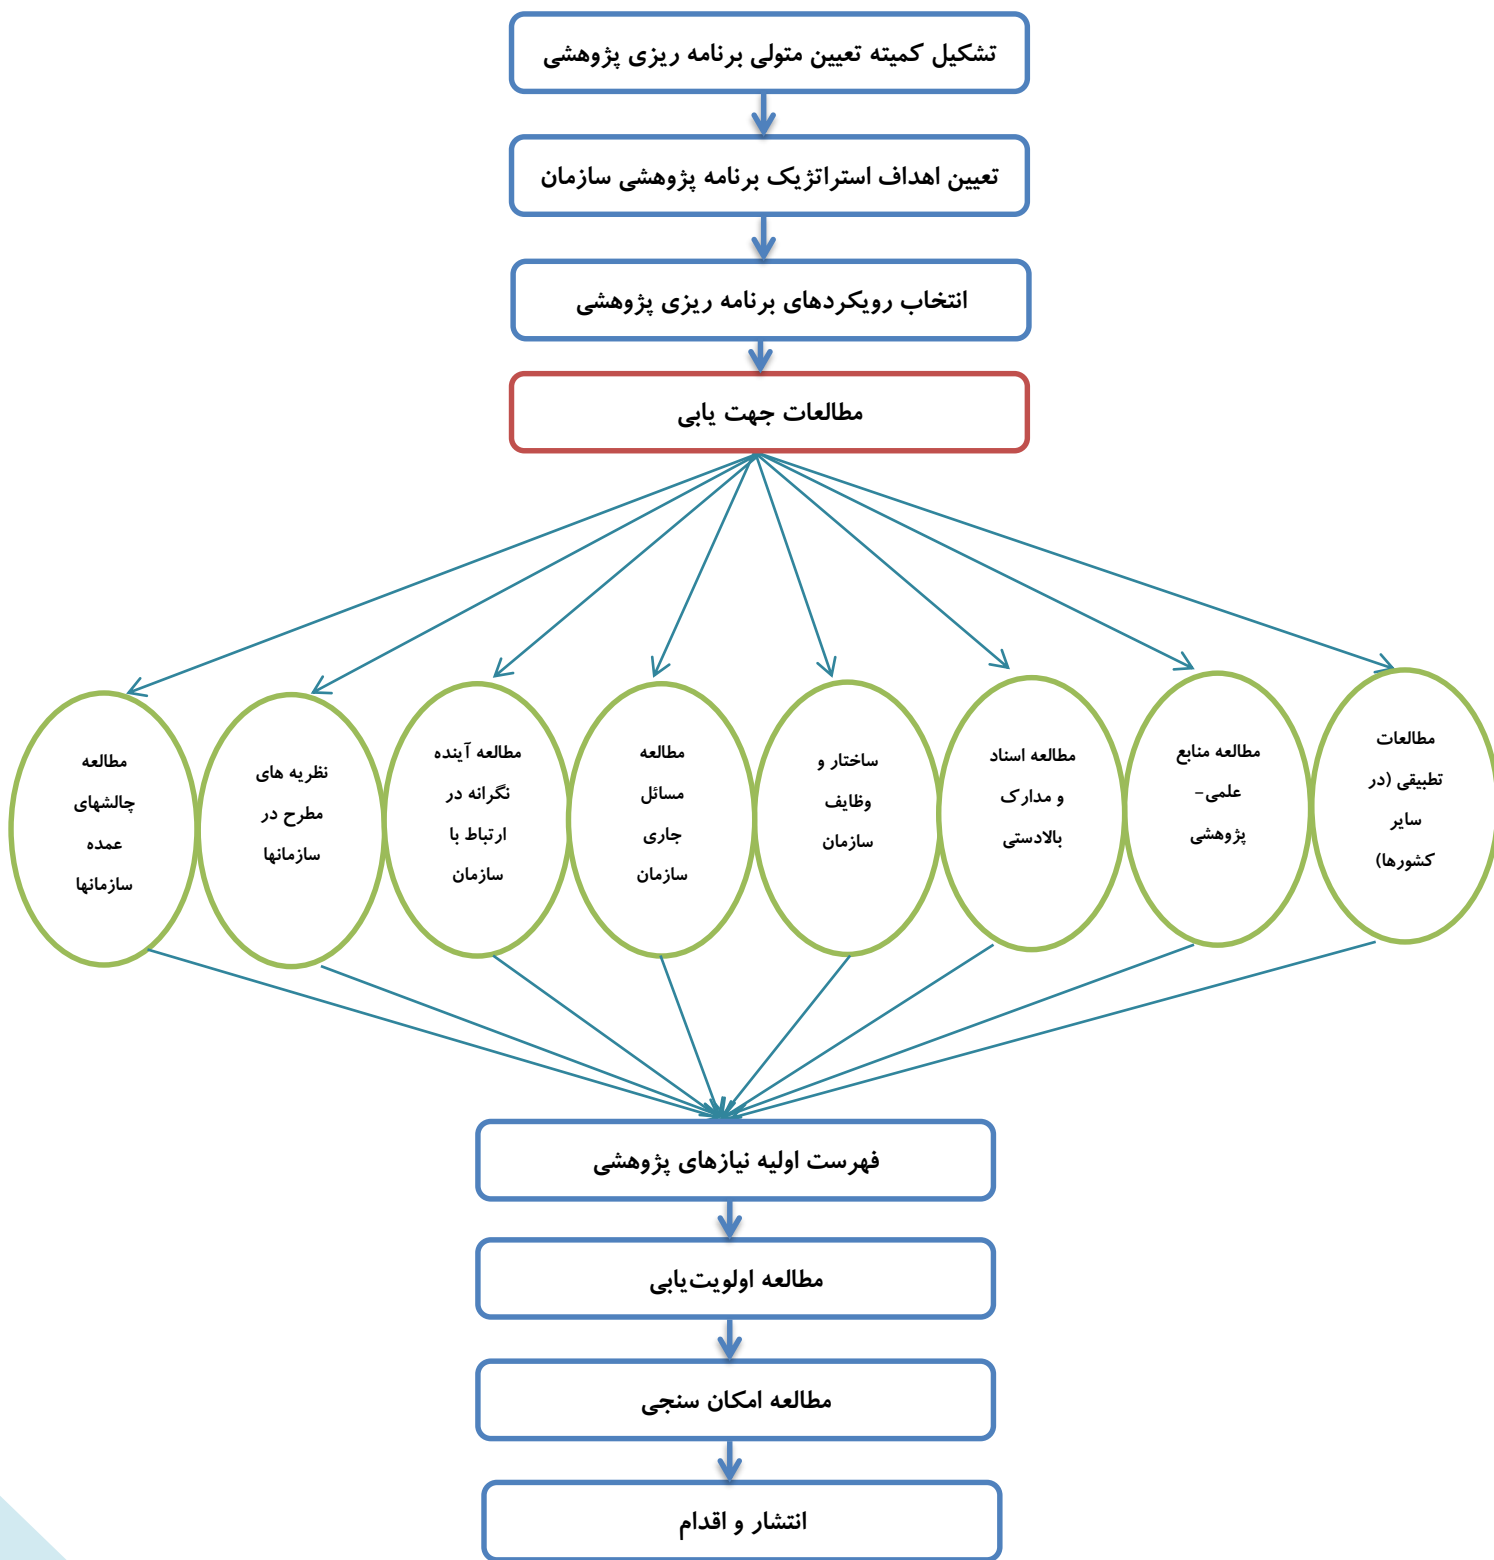 تشکیل کمیته تعیین متولی برنامه ریزی پژوهشی
تعیین اهداف استراتژیک برنامه پژوهشی سازمان
انتخاب رویکردهای برنامه ریزی پژوهشی
مطالعات جهت یابی
مطالعات
تطبیقی (در
سایر
کشورها)
مطالعه منابع
علمی-
پژوهشی
مطالعه اسناد
و مدارک
بالادستی
ساختار و
وظایف
سازمان
مطالعه
مسائل
جاری
سازمان
مطالعه آینده
نگرانه در
ارتباط با
سازمان
نظریه های
مطرح در
سازمانها
مطالعه
چالشهای
عمده
سازمانها
فهرست اولیه نیازهای پژوهشی
مطالعه اولویت‌یابی
مطالعه امکان سنجی
انتشار و اقدام